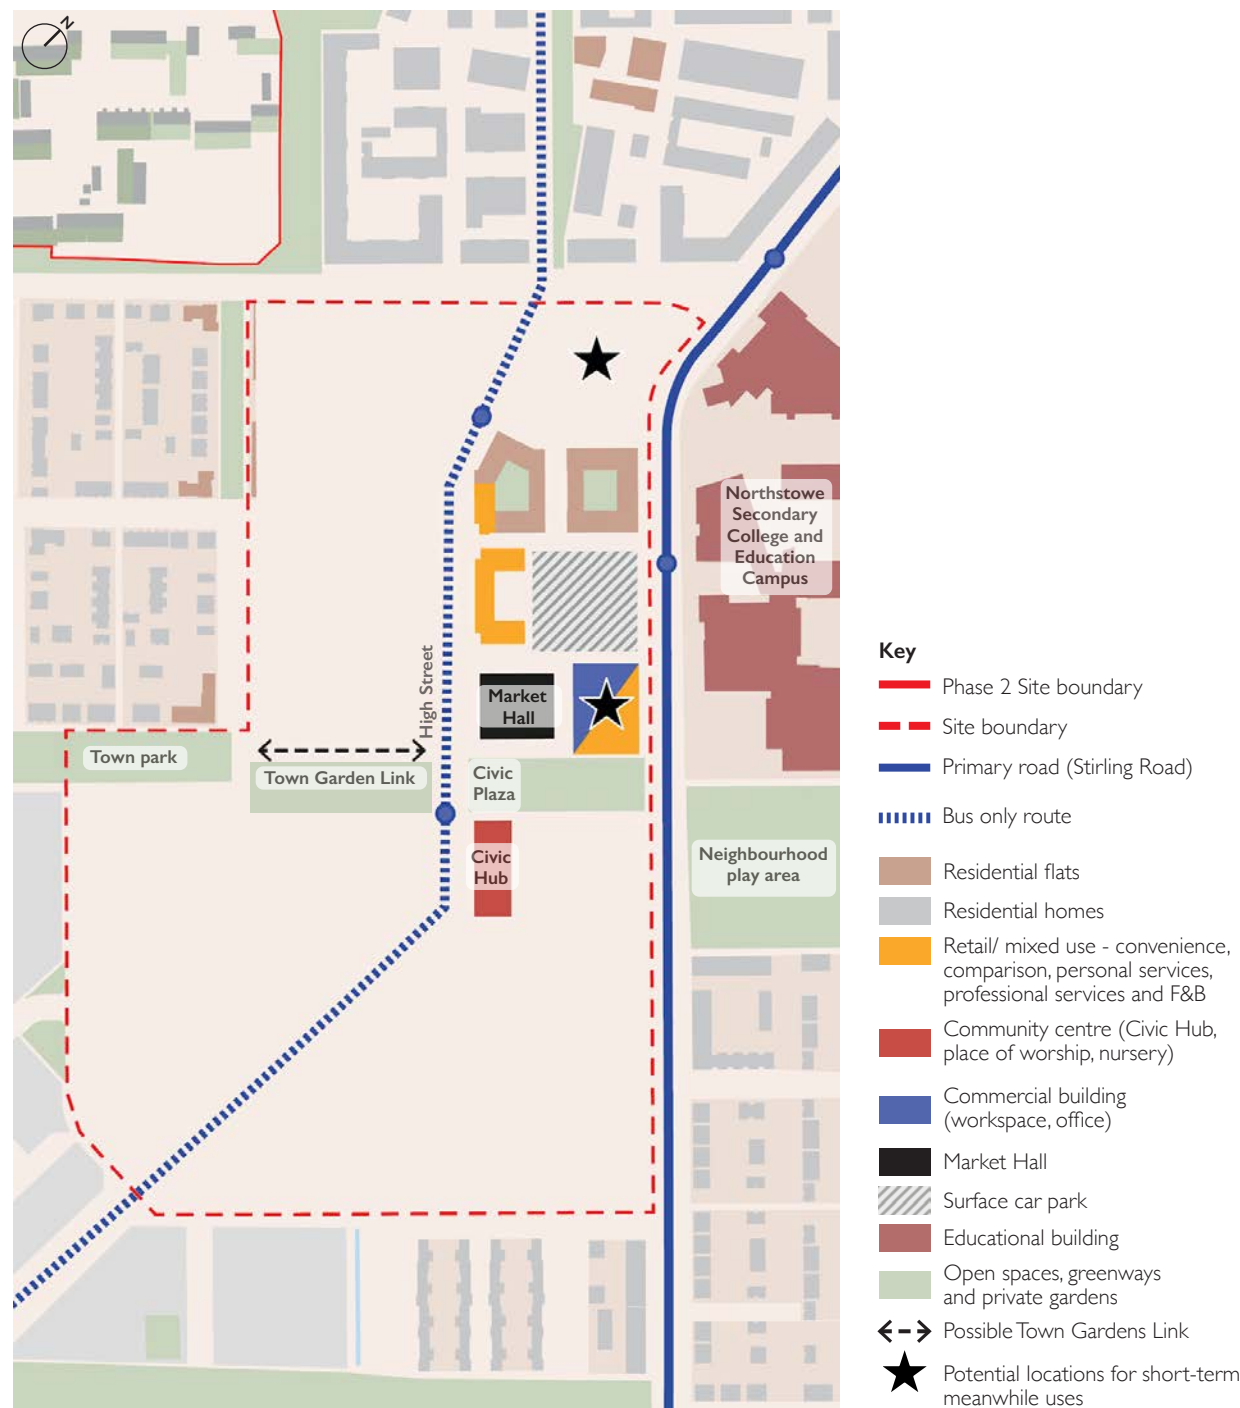 N
Northstowe
Secondary
College and
Education
Campus
High Street
Market
Hall
Town park
Town Garden Link
Civic
Plaza
Civic
Hub
Neighbourhood
play area
Key
Phase 2 Site boundary
Site boundary
Primary road (Stirling Road)
Bus only route
Residential flats
Residential homes
Retail/ mixed use - convenience,
comparison, personal services,
professional services and F&B
Community centre (Civic Hub,
place of worship, nursery)
Commercial building
(workspace, office)
Market Hall
Surface car park
Educational building
Open spaces, greenways
and private gardens
Possible Town Gardens Link
Potential locations for short-term
meanwhile uses